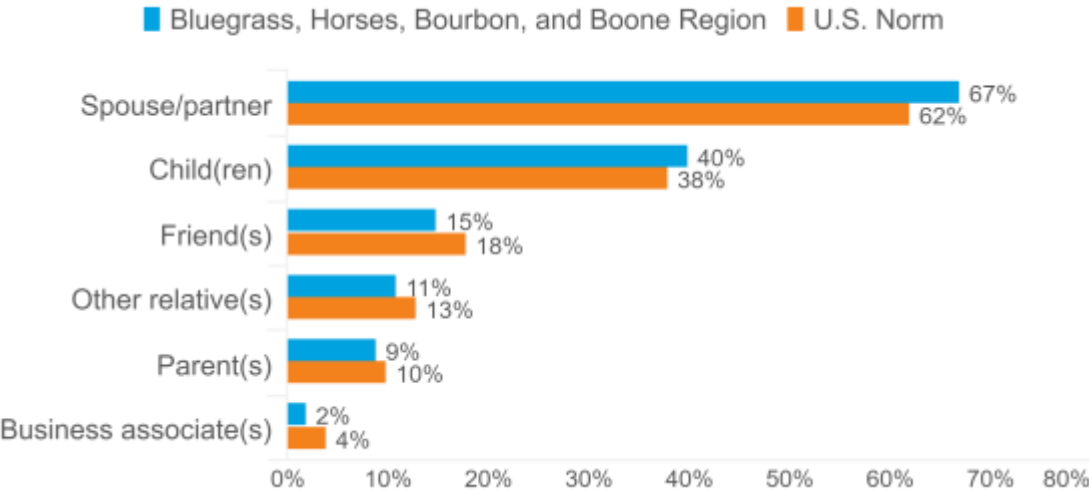 Bluegrass, Horses, Bourbon, and Boone Region U.S. Norm
Spouse/partner 67%
62%
Child(ren) 40%
38%
Friend(s) 15%
18%
Other relative(s) 11%
13%
Parent(s) 9%
10%
Business associate(s) 2%
4%
0% 10% 20% 30% 40% 50% 60% 70% 80%